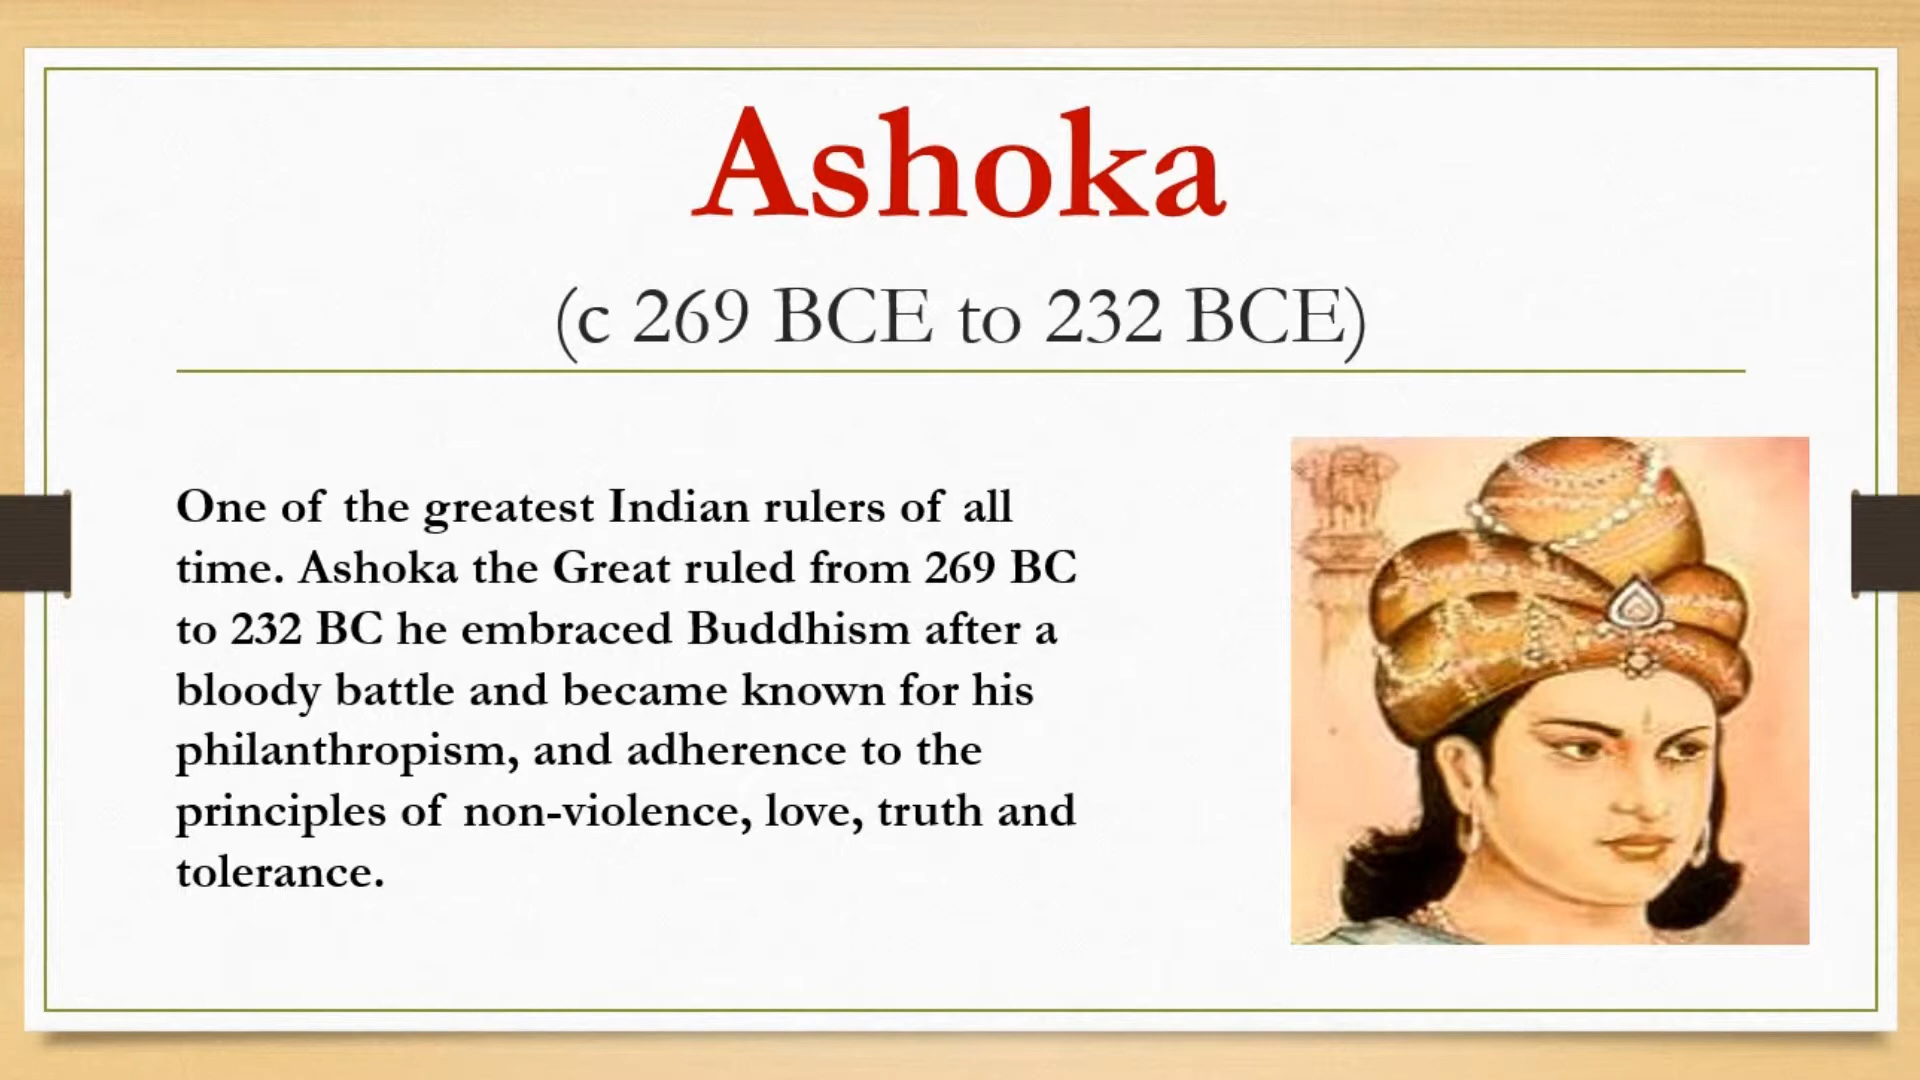 Ashoka
(c 269 BCE to 232 BCE)
One of the greatest Indian rulers of all
time. Ashoka the Great ruled from 269 BC
to 232 BC he embraced Buddhism after a
bloody battle and became known for his
philanthropism, and adherence to the
principles of non-violence, love, truth and
tolerance.